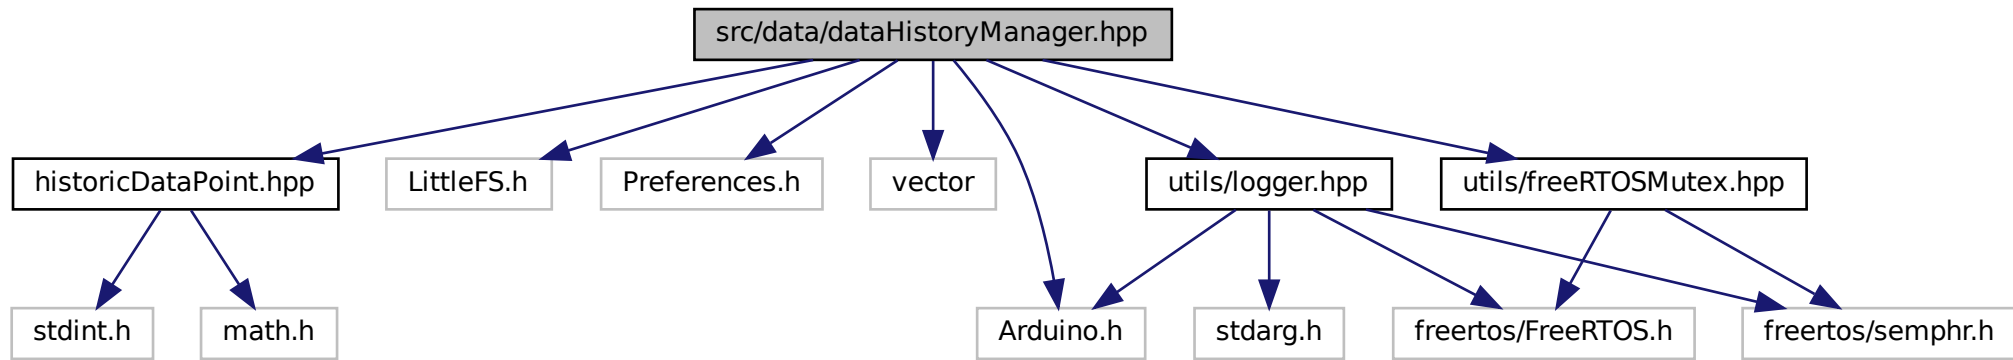 src/data/dataHistoryManager.hpp
historicDataPoint.hpp
LittleFS.h
Preferences.h
vector
utils/logger.hpp
utils/freeRTOSMutex.hpp
stdint.h
math.h
Arduino.h
stdarg.h
freertos/FreeRTOS.h
freertos/semphr.h